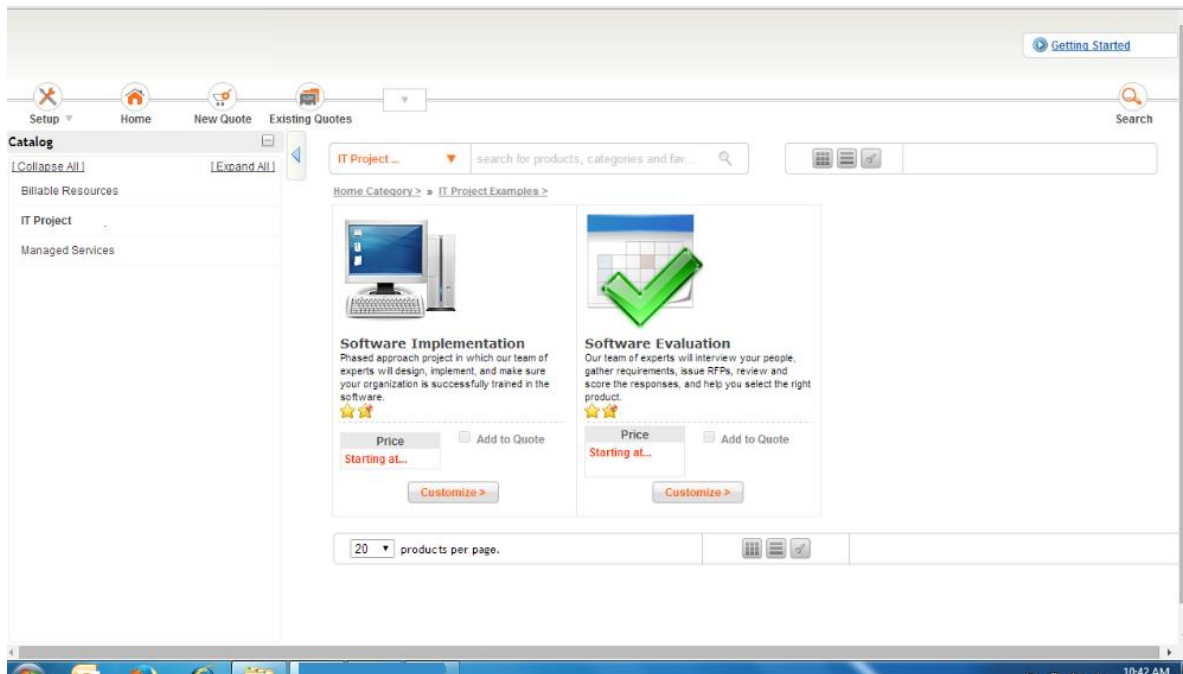 Getting Started
Setup
Home
New Quote
Existing Quotes
Search
Catalog
[ Collapse All ]
[ Expand All ]
Billable Resources
IT Project
Managed Services
IT Project ...
search for products, categories and fav...
Home Category > » IT Project Examples >
Software Implementation
Phased approach project in which our team of
experts will design, implement, and make sure
your organization is successfully trained in the
software.
Price
Add to Quote
Starting at...
Customize >
Software Evaluation
Our team of experts will interview your people,
gather requirements, issue RFPs, review and
score the responses, and help you select the right
product.
Price
Add to Quote
Starting at...
Customize >
20 products per page.
10:42 AM